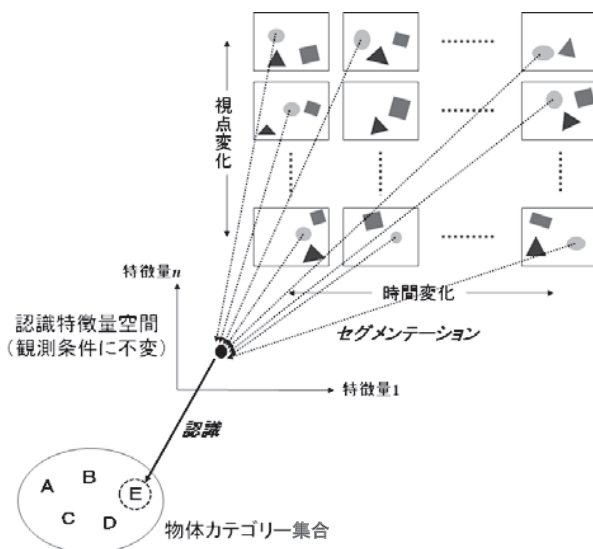 視点変化
時間変化
セグメンテーション
特徴量n
認識特徴量空間
（観測条件に不変）
特徴量1
認識
A
B
C
D
E
物体カテゴリー集合